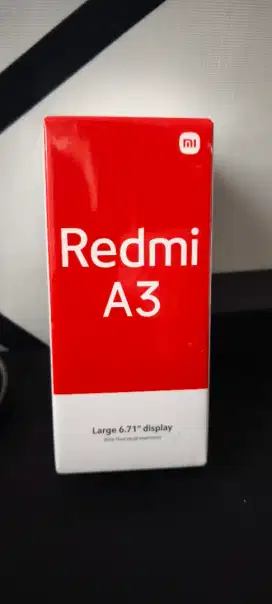 mi
Redmi
A3
Large 6.71" display